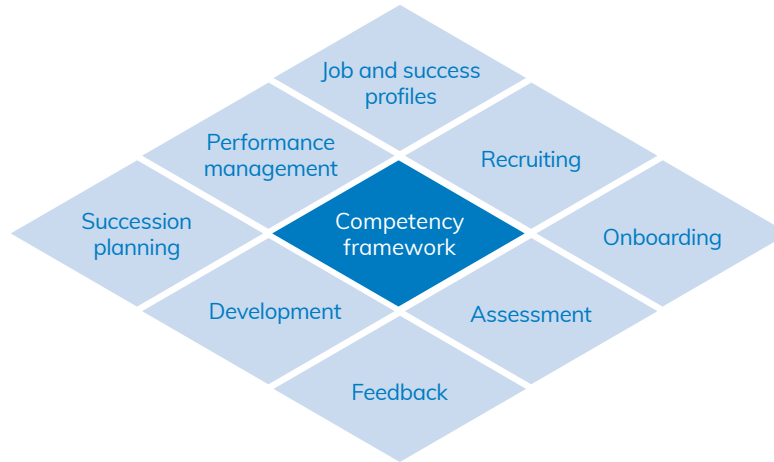 Job and success
profiles
Performance
management
Recruiting
Succession
planning
Competency
framework
Onboarding
Development
Assessment
Feedback